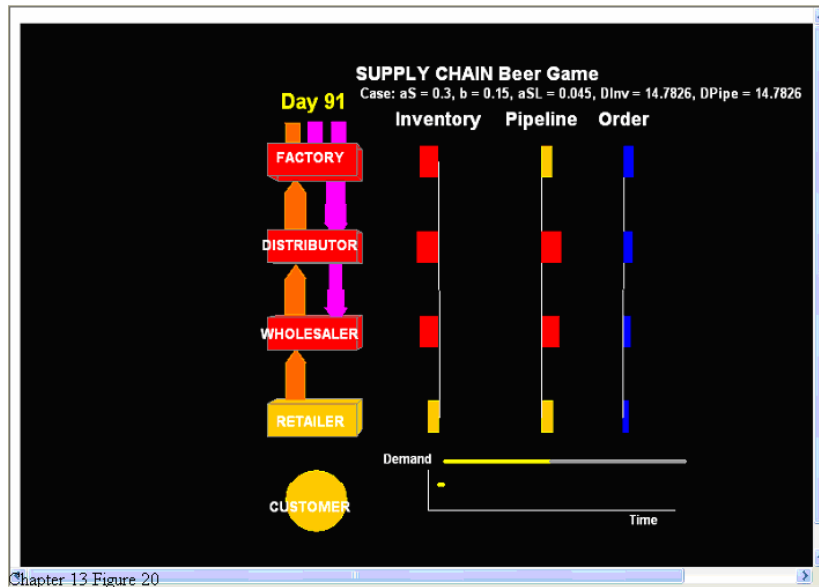 SUPPLY CHAIN Beer Game
Case: aS = 0.3, b = 0.15, aSL = 0.045, DInv = 14.7826, DPipe = 14.7826
Day 91
Inventory Pipeline Order
FACTORY
DISTRIBUTOR
WHOLESALER
RETAILER
Demand
CUSTOMER
Time
Chapter 13 Figure 20